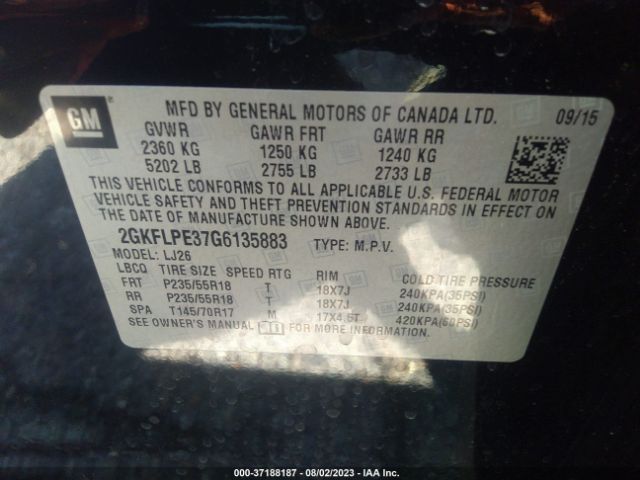 GM
MFD BY GENERAL MOTORS OF CANADA LTD. 09/15
GVWR GAWR FRT GAWR RR
2360 KG 1250 KG 1240 KG
5202 LB 2755 LB 2733 LB
THIS VEHICLE CONFORMS TO ALL APPLICABLE U.S. FEDERAL MOTOR
VEHICLE SAFETY AND THEFT PREVENTION STANDARDS IN EFFECT ON
THE DATE OF MANUFACTURE SHOWN ABOVE.
2GKFLPE37G6135883 TYPE: M.P.V.
MODEL: LJ26
LBCQ TIRE SIZE SPEED RTG RIM COLD TIRE PRESSURE
FRT P235/55R18 T 18X7J 240KPA(35PSI)
RR P235/55R18 T 18X7J 240KPA(35PSI)
SPA T145/70R17 M 17X4.5T 420KPA(60PSI)
SEE OWNER'S MANUAL FOR MORE INFORMATION.
000-37188187 - 08/02/2023 - IAA Inc.